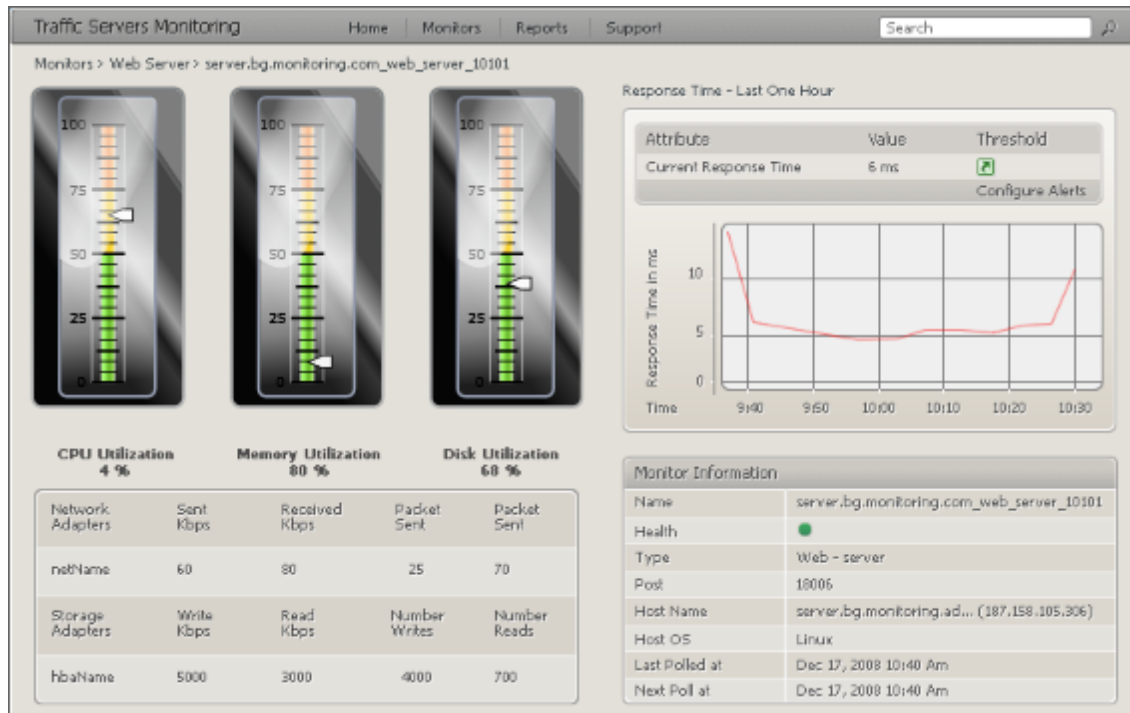 Traffic Servers Monitoring Home Monitors Reports Support Search
Monitors > Web Server > server.bg.monitoring.com_web_server_10101
100
75
50
25
0
100
75
50
25
0
100
75
50
25
0
CPU Utilization
4 %
Memory Utilization
80 %
Disk Utilization
68 %
Network Adapters Sent Kbps Received Kbps Packet Sent Packet Sent
netName 60 80 25 70
Storage Adapters Write Kbps Read Kbps Number Writes Number Reads
hbaName 5000 3000 4000 700
Response Time - Last One Hour
Attribute Value Threshold
Current Response Time 6 ms
Configure Alerts
Response Time in ms
10
5
0
Time 9:40 9:50 10:00 10:10 10:20 10:30
Monitor Information
Name server.bg.monitoring.com_web_server_10101
Health
Type Web - server
Post 18006
Host Name server.bg.monitoring.ad... (187.158.105.306)
Host OS Linux
Last Polled at Dec 17, 2008 10:40 Am
Next Poll at Dec 17, 2008 10:40 Am